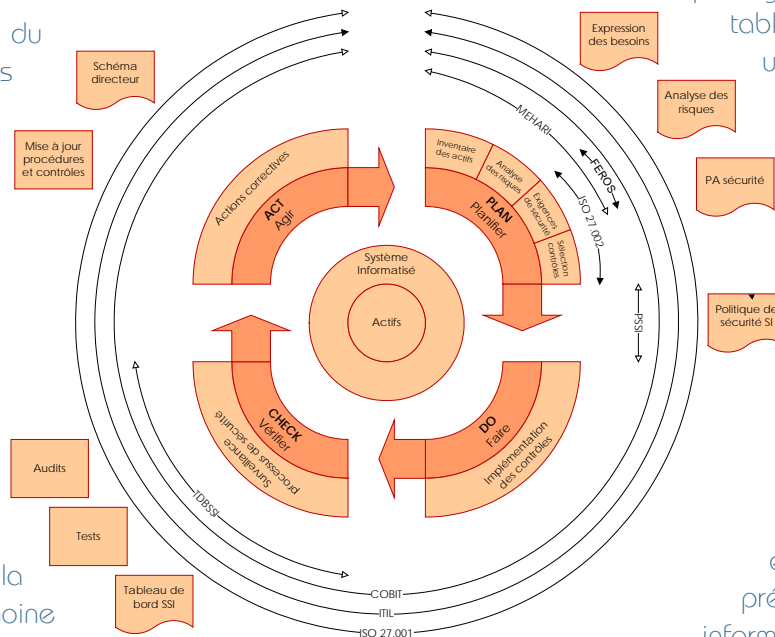 du
s
tabl
u
Schéma
directeur
Mise à jour
procédures
et contrôles
Expression
des besoins
Analyse des
risques
PA sécurité
Politique de
sécurité SI
MEHARI
FEROS
ISO 27.002
PSSI
Actions correctives
ACT
Agir
Inventaire
des actifs
Analyse
des risques
Exigences
de sécurité
Sélection
contrôles
PLAN
Planifier
Système
Informatisé
Actifs
CHECK
Vérifier
Surveillance
processus de sécurité
DO
Faire
Implémentation
des contrôles
TDBSSI
Audits
Tests
Tableau de
bord SSI
COBIT
ITIL
ISO 27.001
la
moine
e
pré
inform